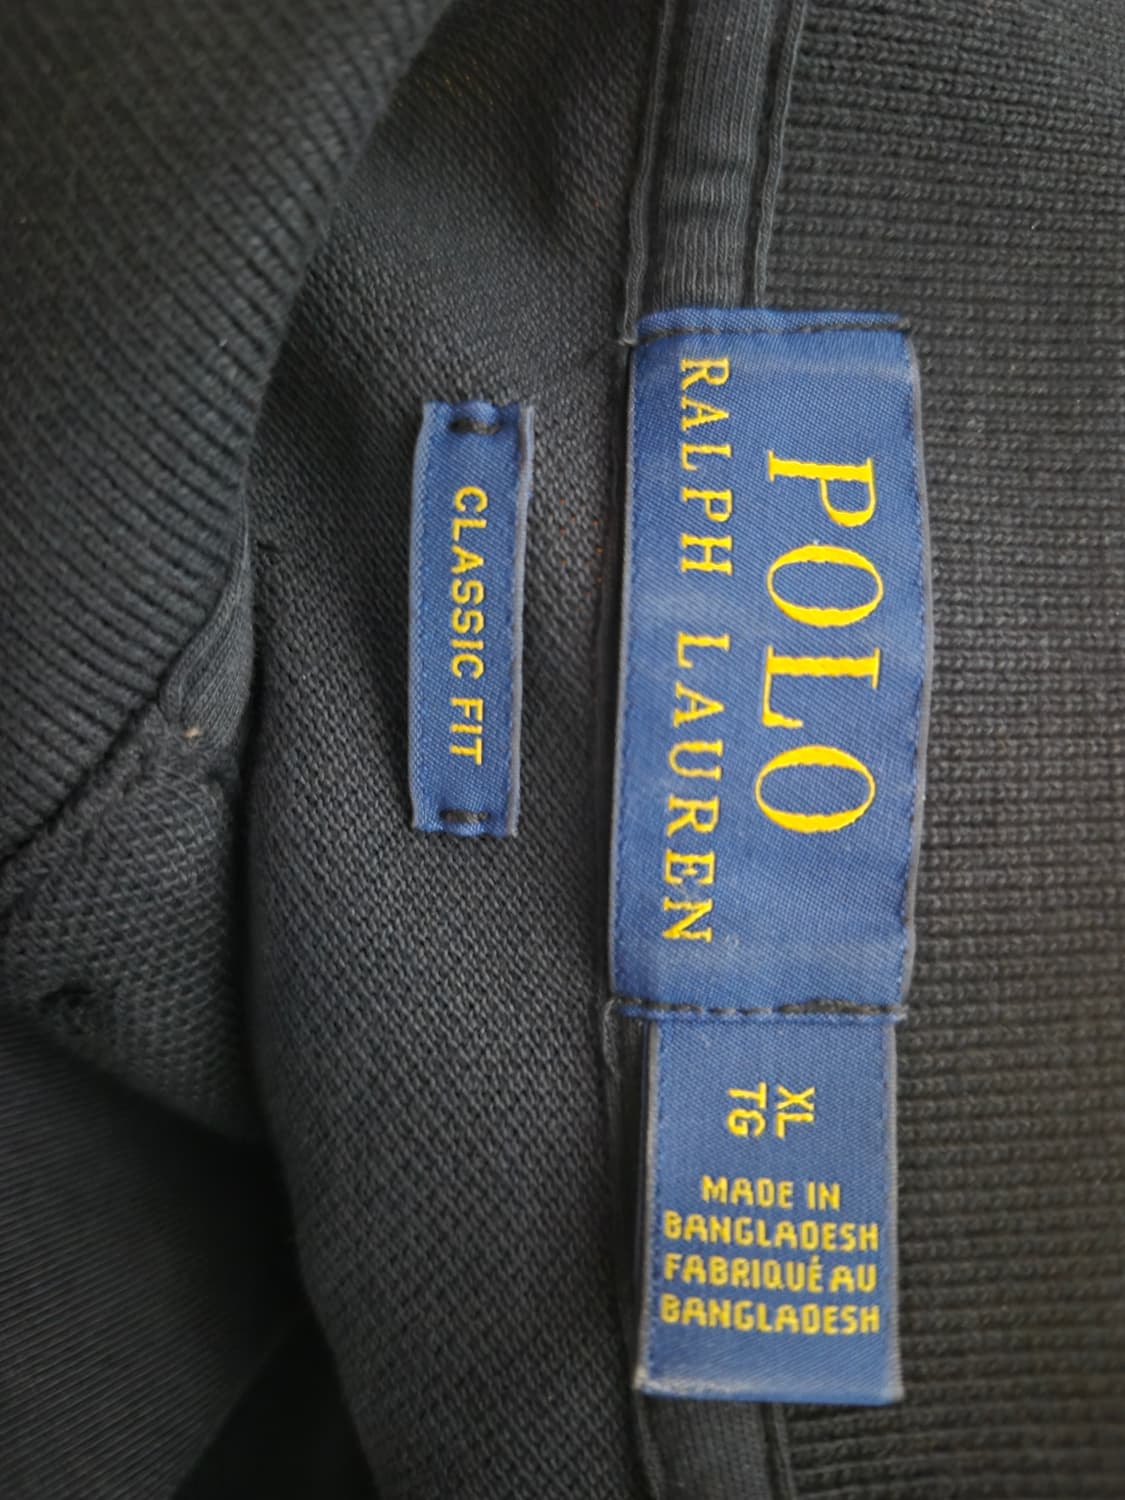 POLO
RALPH LAUREN
CLASSIC FIT
XL
TG
MADE IN
BANGLADESH
FABRIQUÉ AU
BANGLADESH